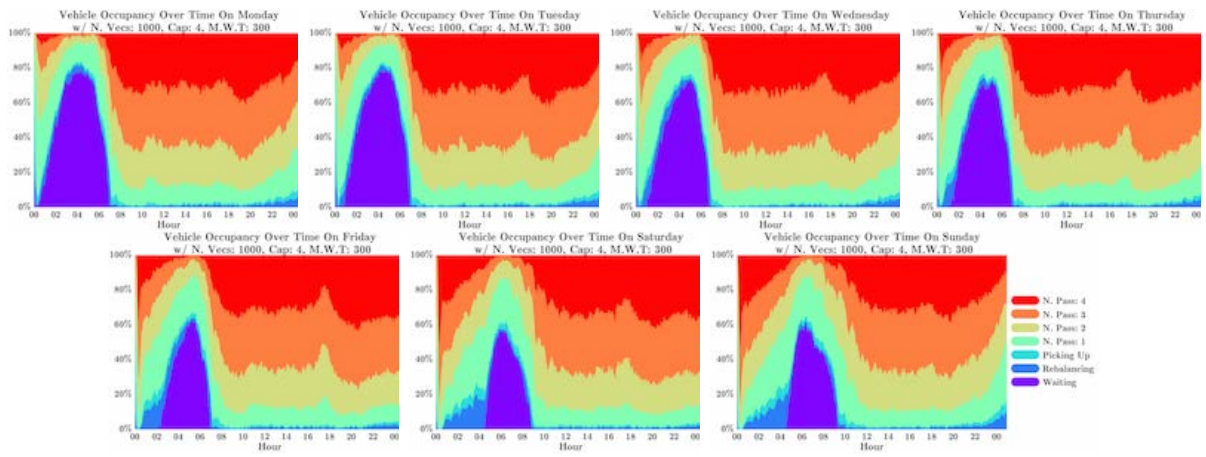 Vehicle Occupancy Over Time On Monday
w/ N. Vecs: 1000, Cap: 4, M.W.T: 300
100%
80%
60%
40%
20%
0%
00 02 04 06 08 10 12 14 16 18 20 22 00
Hour
Vehicle Occupancy Over Time On Tuesday
w/ N. Vecs: 1000, Cap: 4, M.W.T: 300
100%
80%
60%
40%
20%
0%
00 02 04 06 08 10 12 14 16 18 20 22 00
Hour
Vehicle Occupancy Over Time On Wednesday
w/ N. Vecs: 1000, Cap: 4, M.W.T: 300
100%
80%
60%
40%
20%
0%
00 02 04 06 08 10 12 14 16 18 20 22 00
Hour
Vehicle Occupancy Over Time On Thursday
w/ N. Vecs: 1000, Cap: 4, M.W.T: 300
100%
80%
60%
40%
20%
0%
00 02 04 06 08 10 12 14 16 18 20 22 00
Hour
Vehicle Occupancy Over Time On Friday
w/ N. Vecs: 1000, Cap: 4, M.W.T: 300
100%
80%
60%
40%
20%
0%
00 02 04 06 08 10 12 14 16 18 20 22 00
Hour
Vehicle Occupancy Over Time On Saturday
w/ N. Vecs: 1000, Cap: 4, M.W.T: 300
100%
80%
60%
40%
20%
0%
00 02 04 06 08 10 12 14 16 18 20 22 00
Hour
Vehicle Occupancy Over Time On Sunday
w/ N. Vecs: 1000, Cap: 4, M.W.T: 300
100%
80%
60%
40%
20%
0%
00 02 04 06 08 10 12 14 16 18 20 22 00
Hour
N. Pass: 4
N. Pass: 3
N. Pass: 2
N. Pass: 1
Picking Up
Rebalancing
Waiting